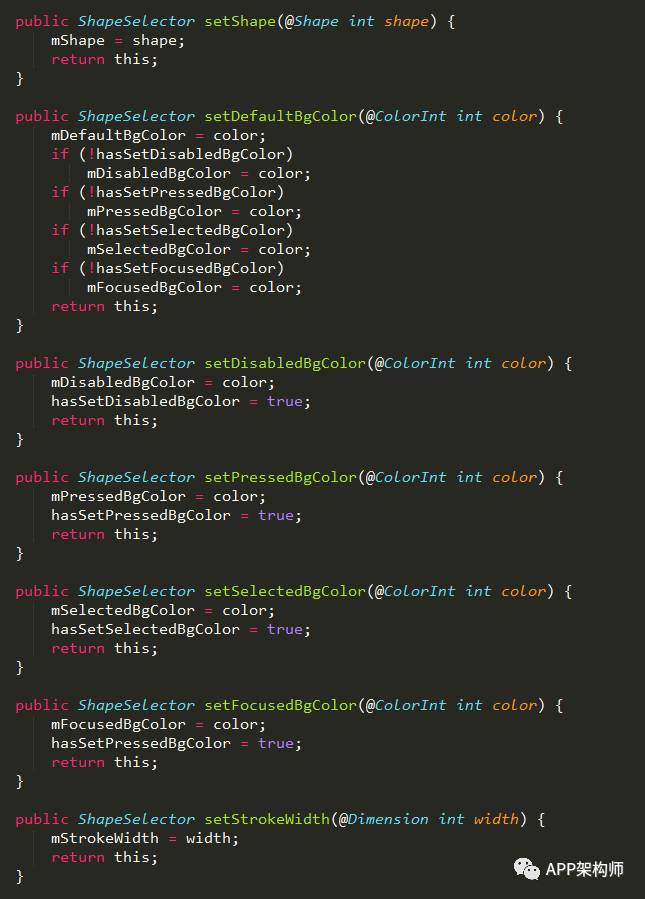 public ShapeSelector setShape(@Shape int shape) {
    mShape = shape;
    return this;
}

public ShapeSelector setDefaultBgColor(@ColorInt int color) {
    mDefaultBgColor = color;
    if (!hasSetDisabledBgColor)
        mDisabledBgColor = color;
    if (!hasSetPressedBgColor)
        mPressedBgColor = color;
    if (!hasSetSelectedBgColor)
        mSelectedBgColor = color;
    if (!hasSetFocusedBgColor)
        mFocusedBgColor = color;
    return this;
}

public ShapeSelector setDisabledBgColor(@ColorInt int color) {
    mDisabledBgColor = color;
    hasSetDisabledBgColor = true;
    return this;
}

public ShapeSelector setPressedBgColor(@ColorInt int color) {
    mPressedBgColor = color;
    hasSetPressedBgColor = true;
    return this;
}

public ShapeSelector setSelectedBgColor(@ColorInt int color) {
    mSelectedBgColor = color;
    hasSetSelectedBgColor = true;
    return this;
}

public ShapeSelector setFocusedBgColor(@ColorInt int color) {
    mFocusedBgColor = color;
    hasSetPressedBgColor = true;
    return this;
}

public ShapeSelector setStrokeWidth(@Dimension int width) {
    mStrokeWidth = width;
    return this;
}
APP架构师